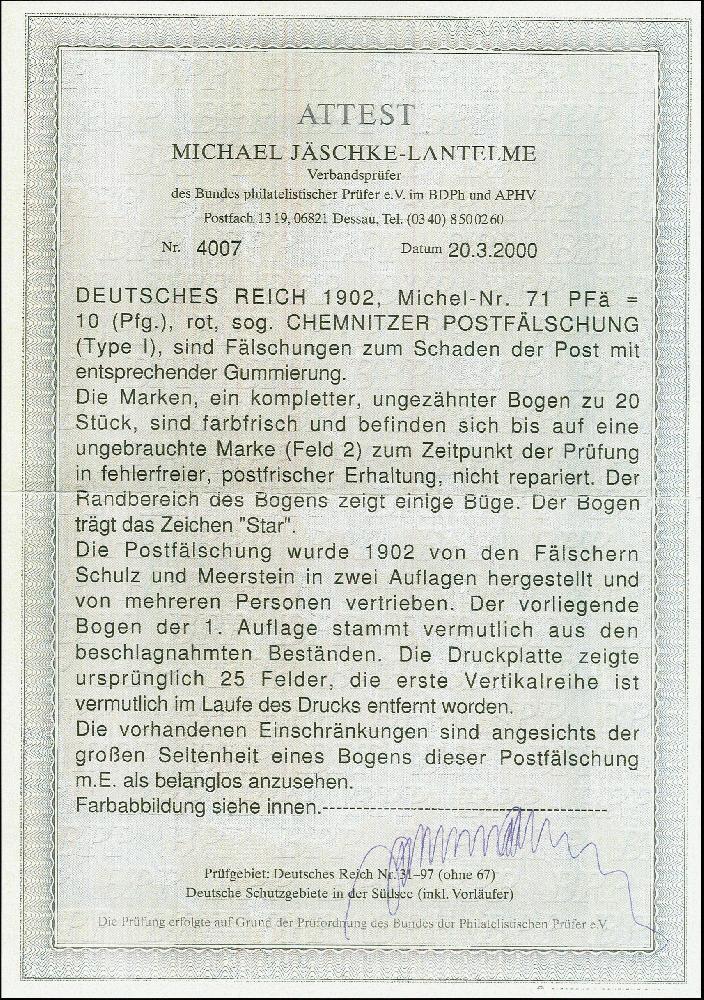 ATTEST
MICHAEL JÄSCHKE-LANTELME
Verbandsprüfer
des Bundes philatelistischer Prüfer e.V. im BDPh und APHV
Postfach 13 19, 06821 Dessau, Tel. (03 40) 8 50 02 60
Nr. 4007 Datum 20.3.2000
DEUTSCHES REICH 1902, Michel-Nr. 71 PFä =
10 (Pfg.), rot, sog. CHEMNITZER POSTFÄLSCHUNG
(Type I), sind Fälschungen zum Schaden der Post mit
entsprechender Gummierung.
Die Marken, ein kompletter, ungezähnter Bogen zu 20
Stück, sind farbfrisch und befinden sich bis auf eine
ungebrauchte Marke (Feld 2) zum Zeitpunkt der Prüfung
in fehlerfreier, postfrischer Erhaltung, nicht repariert. Der
Randbereich des Bogens zeigt einige Büge. Der Bogen
trägt das Zeichen "Star".
Die Postfälschung wurde 1902 von den Fälschern
Schulz und Meerstein in zwei Auflagen hergestellt und
von mehreren Personen vertrieben. Der vorliegende
Bogen der 1. Auflage stammt vermutlich aus den
beschlagnahmten Beständen. Die Druckplatte zeigte
ursprünglich 25 Felder, die erste Vertikalreihe ist
vermutlich im Laufe des Drucks entfernt worden.
Die vorhandenen Einschränkungen sind angesichts der
großen Seltenheit eines Bogens dieser Postfälschung
m.E. als belanglos anzusehen.
Farbabbildung siehe innen.------------------------------------------
Prüfgebiet: Deutsches Reich Nr. 31–97 (ohne 67)
Deutsche Schutzgebiete in der Südsee (inkl. Vorläufer)
Die Prüfung erfolgte auf Grund der Prüfordnung des Bundes der Philatelistischen Prüfer e.V.